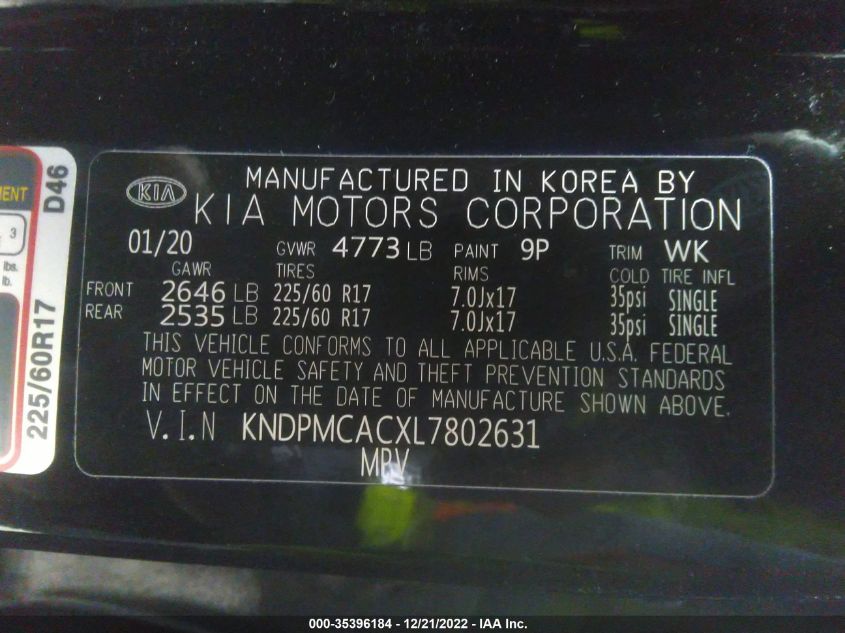 MENT
3
lbs.
lb.
D46
225/60R17
KIA
MANUFACTURED IN KOREA BY
KIA MOTORS CORPORATION
01/20 GVWR 4773 LB PAINT 9P TRIM WK
GAWR TIRES RIMS COLD TIRE INFL
FRONT 2646 LB 225/60 R17 7.0Jx17 35psi SINGLE
REAR 2535 LB 225/60 R17 7.0Jx17 35psi SINGLE
THIS VEHICLE CONFORMS TO ALL APPLICABLE U.S.A. FEDERAL
MOTOR VEHICLE SAFETY AND THEFT PREVENTION STANDARDS
IN EFFECT ON THE DATE OF MANUFACTURE SHOWN ABOVE.
V.I.N KNDPMCACXL7802631
MPV
000-35396184 - 12/21/2022 - IAA Inc.